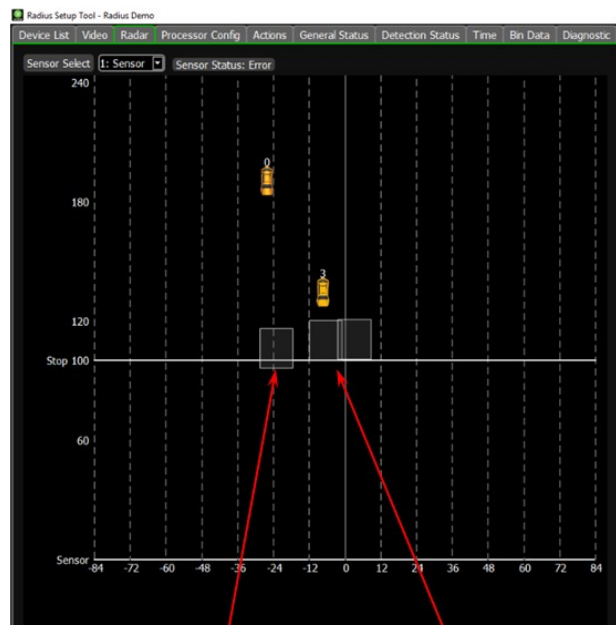 Radius Setup Tool - Radius Demo
Device List Video Radar Processor Config Actions General Status Detection Status Time Bin Data Diagnostic
Sensor Select 1: Sensor Sensor Status: Error
240
0
180
3
120
Stop 100
60
Sensor
-84 -72 -60 -48 -36 -24 -12 0 12 24 36 48 60 72 84